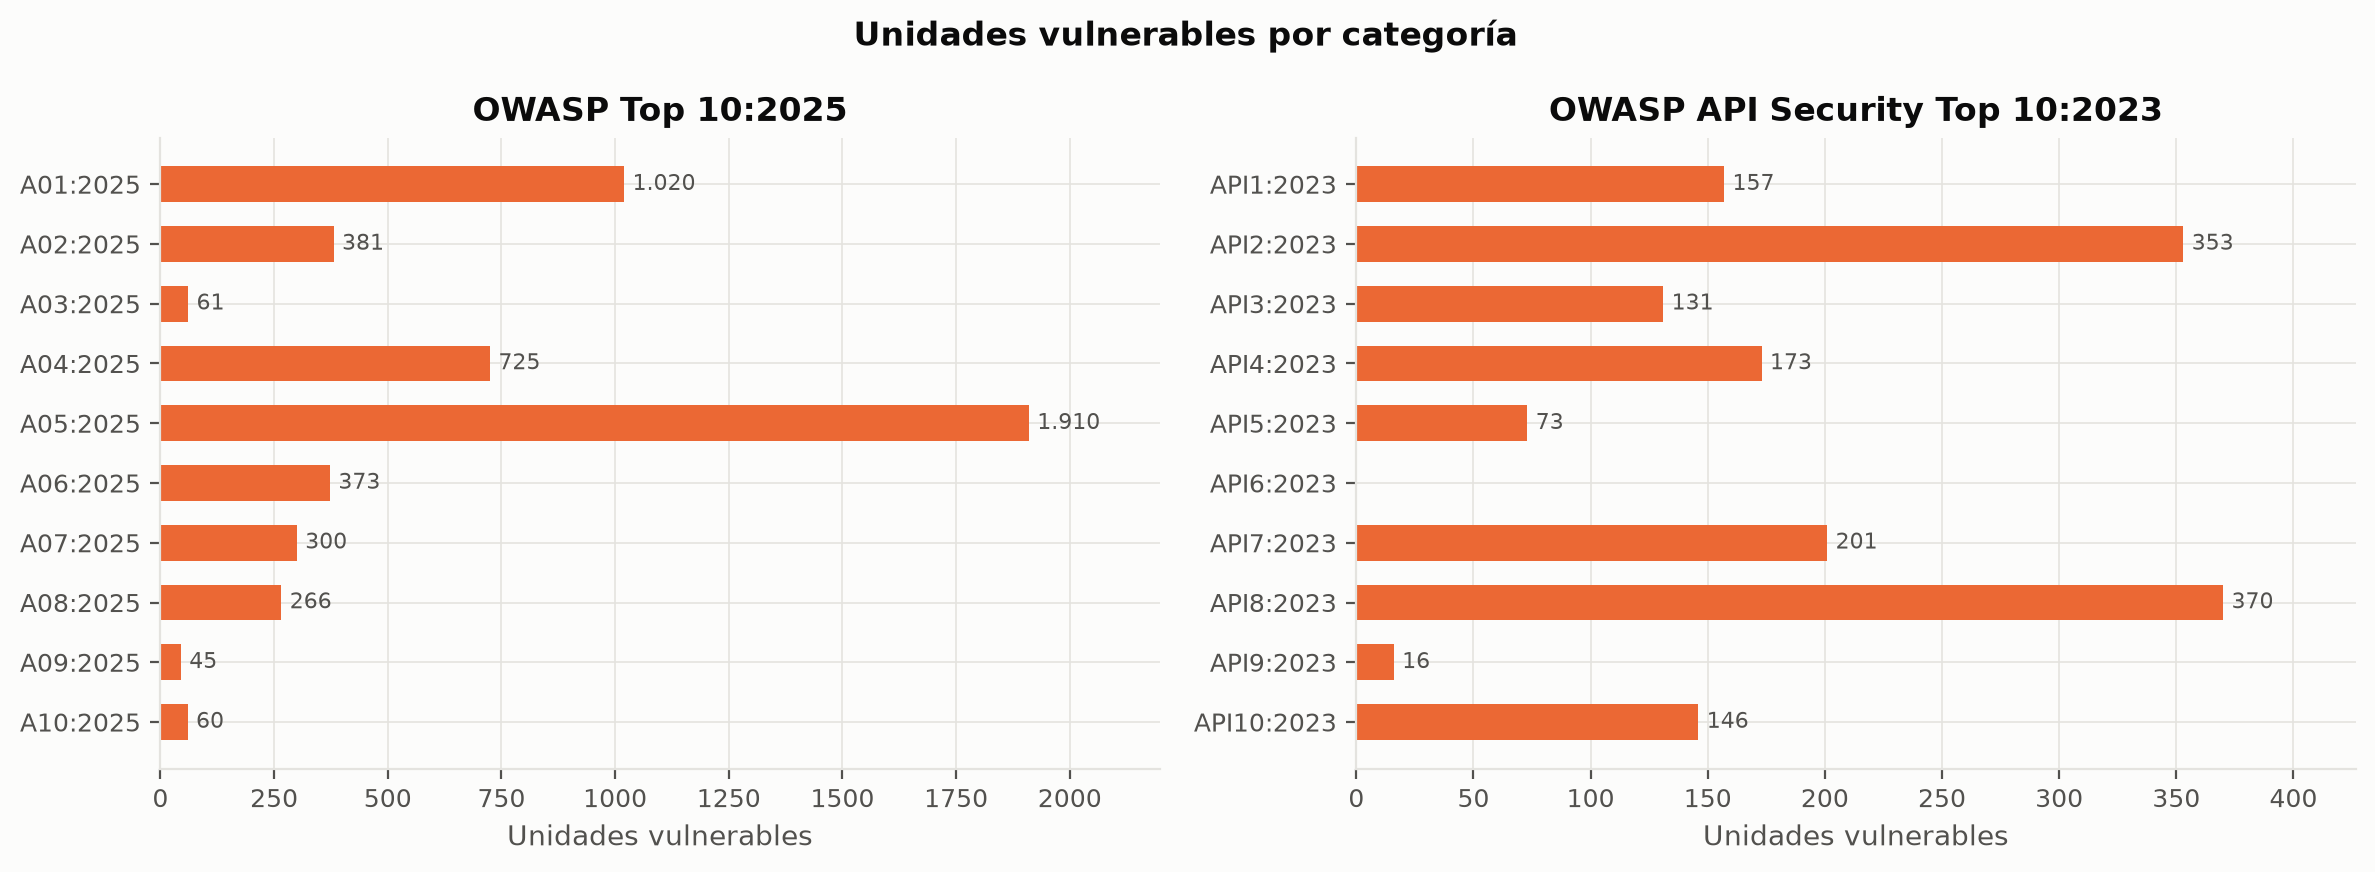 Unidades vulnerables por categoría
OWASP Top 10:2025
A01:2025 1.020
A02:2025 381
A03:2025 61
A04:2025 725
A05:2025 1.910
A06:2025 373
A07:2025 300
A08:2025 266
A09:2025 45
A10:2025 60
0 250 500 750 1000 1250 1500 1750 2000
Unidades vulnerables
OWASP API Security Top 10:2023
API1:2023 157
API2:2023 353
API3:2023 131
API4:2023 173
API5:2023 73
API6:2023
API7:2023 201
API8:2023 370
API9:2023 16
API10:2023 146
0 50 100 150 200 250 300 350 400
Unidades vulnerables